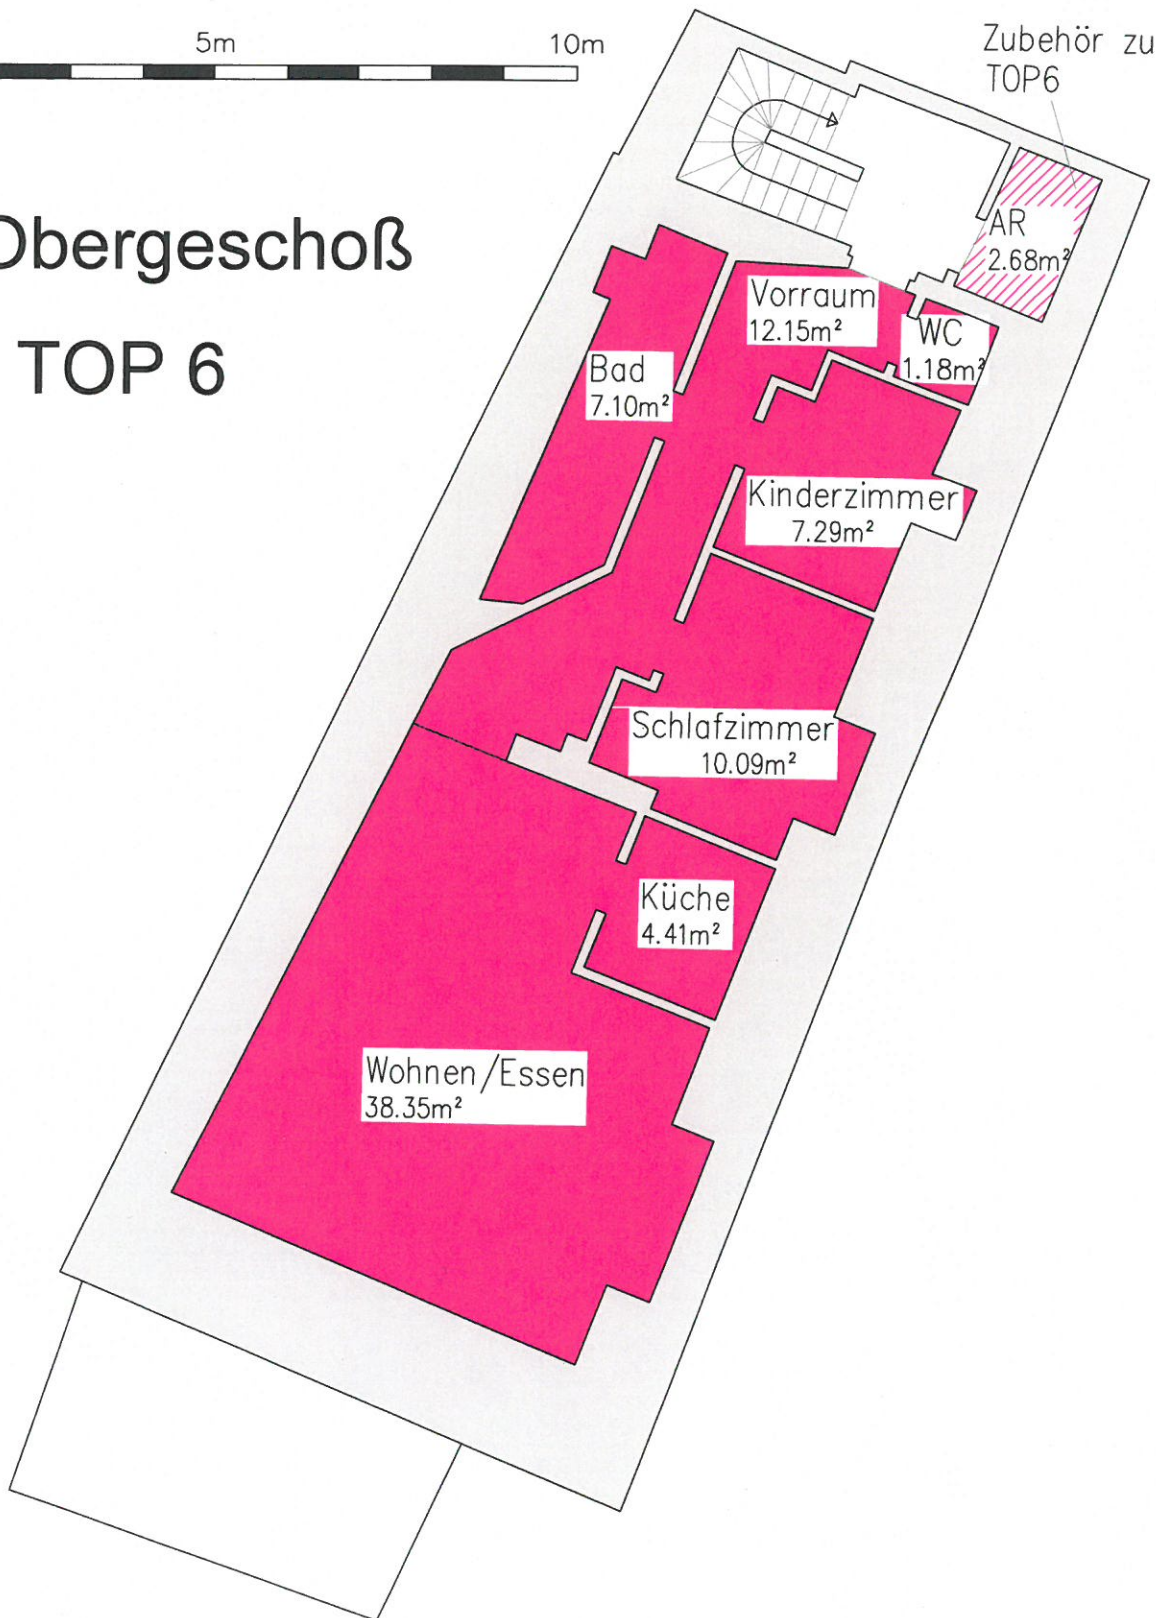 5m
10m
Zubehör zu
TOP6
Obergeschoß
TOP 6
AR
2.68m²
Vorraum
12.15m²
WC
1.18m²
Bad
7.10m²
Kinderzimmer
7.29m²
Schlafzimmer
10.09m²
Küche
4.41m²
Wohnen/Essen
38.35m²